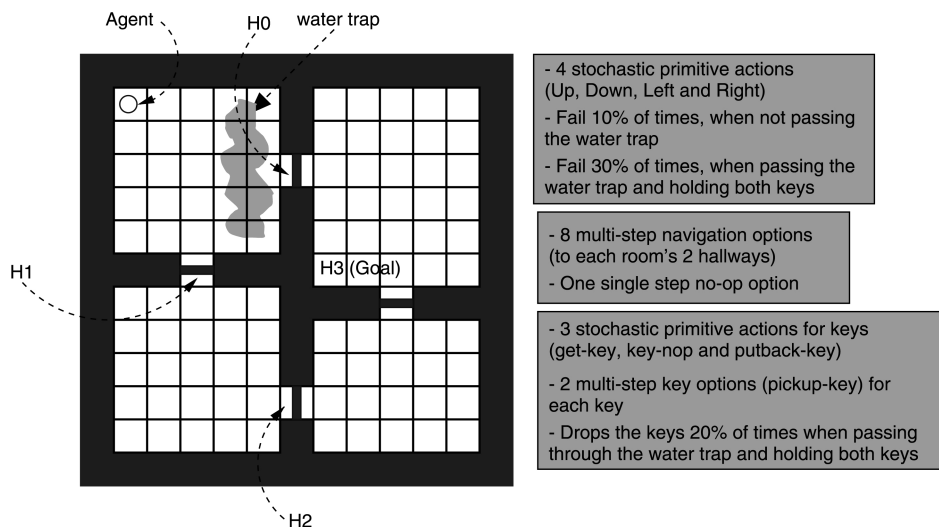 Agent
H0
water trap
H1
H3 (Goal)
H2
- 4 stochastic primitive actions
(Up, Down, Left and Right)
- Fail 10% of times, when not passing
the water trap
- Fail 30% of times, when passing the
water trap and holding both keys
- 8 multi-step navigation options
(to each room's 2 hallways)
- One single step no-op option
- 3 stochastic primitive actions for keys
(get-key, key-nop and putback-key)
- 2 multi-step key options (pickup-key) for
each key
- Drops the keys 20% of times when passing
through the water trap and holding both keys